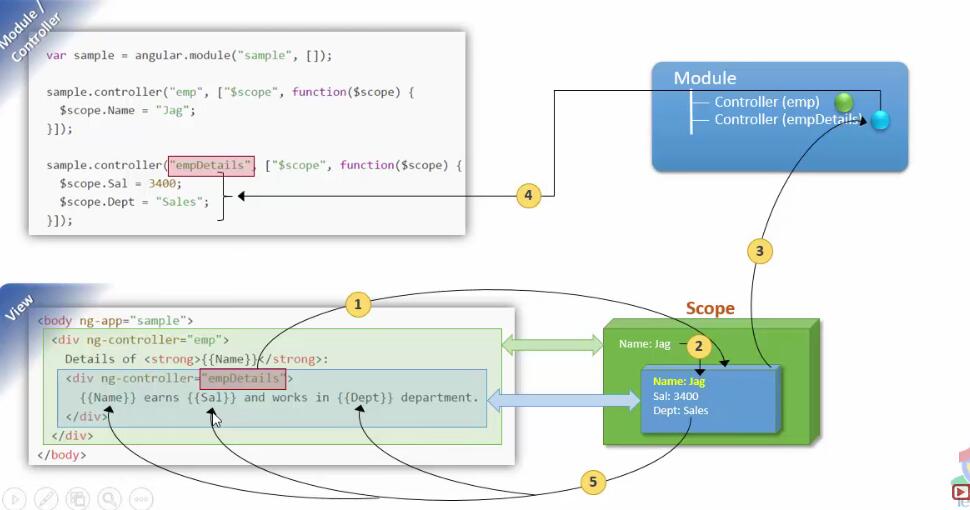 Module /
Controller
var sample = angular.module("sample", []);
sample.controller("emp", ["$scope", function($scope) {
$scope.Name = "Jag";
}]);
sample.controller("empDetails", ["$scope", function($scope) {
$scope.Sal = 3400;
$scope.Dept = "Sales";
}]);
Module
Controller (emp)
Controller (empDetails)
4
3
View
1
<body ng-app="sample">
<div ng-controller="emp">
Details of <strong>{{Name}}</strong>:
<div ng-controller="empDetails">
{{Name}} earns {{Sal}} and works in {{Dept}} department.
</div>
</div>
</body>
Scope
Name: Jag
2
Name: Jag
Sal: 3400
Dept: Sales
5